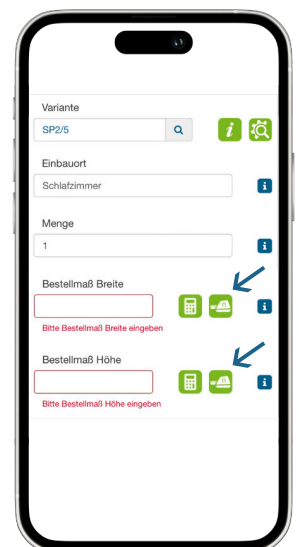 Variante
SP2/5
Einbauort
Schlafzimmer
Menge
1
Bestellmaß Breite
Bitte Bestellmaß Breite eingeben
Bestellmaß Höhe
Bitte Bestellmaß Höhe eingeben